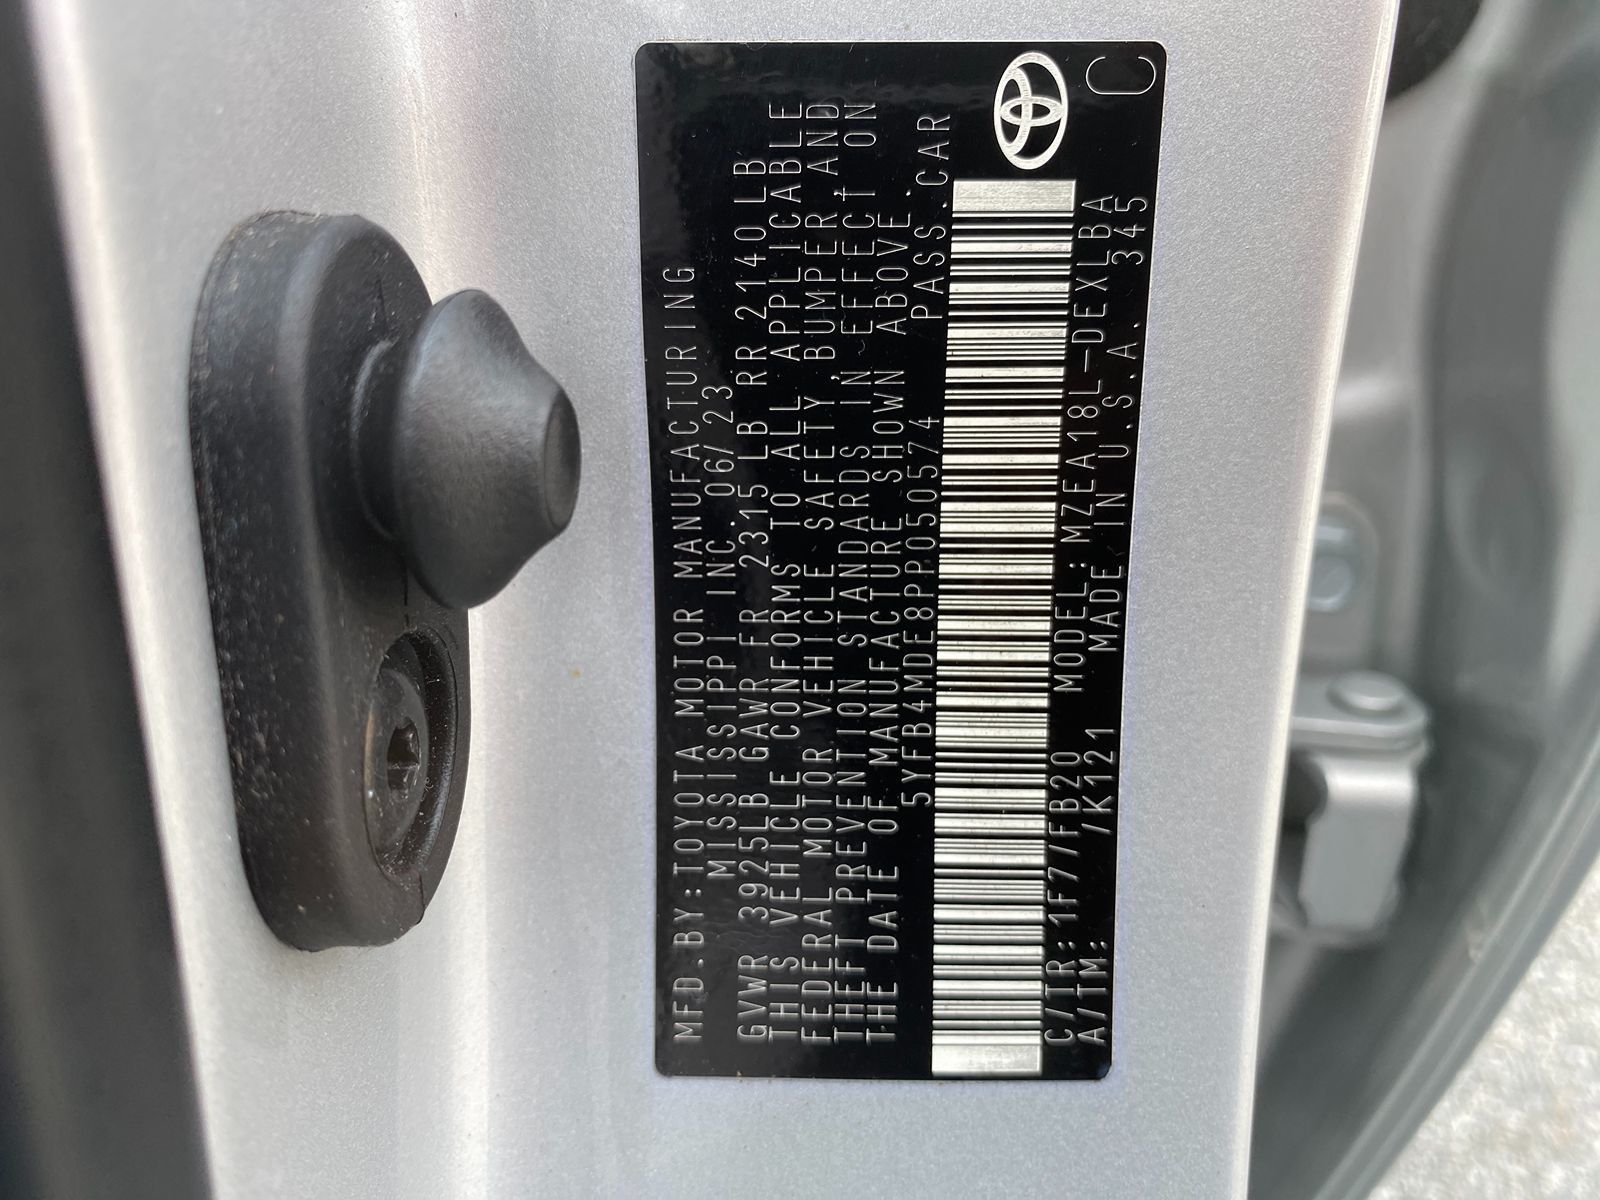 MFD.BY:TOYOTA MOTOR MANUFACTURING
MISSISSIPPI INC. 06/23
GVWR 3925LB GAWR FR 2315LB RR 2140LB
THIS VEHICLE CONFORMS TO ALL APPLICABLE
FEDERAL MOTOR VEHICLE SAFETY, BUMPER, AND
THEFT PREVENTION STANDARDS IN EFFECT ON
THE DATE OF MANUFACTURE SHOWN ABOVE.
5YFB4MDE8PP050574 PASS.CAR
C/TR:1F77/FB20 MODEL:MZEA18L-DEXLBA
A/TM: /K121 MADE IN U.S.A. 345
C